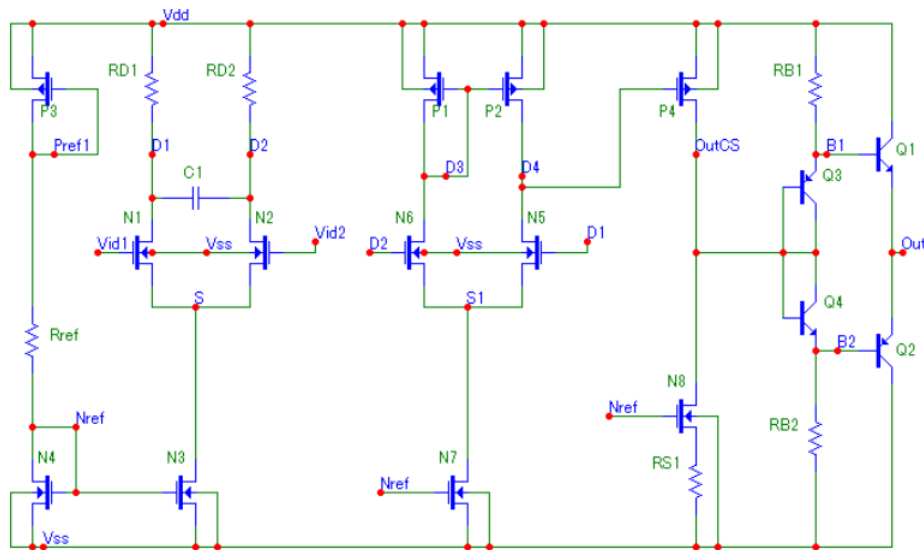 Vdd
RD1
RD2
P3
P1
P2
P4
RB1
Pref1
D1
D2
D3
D4
OutCS
B1
Q1
C1
Q3
N1
N2
N6
N5
Vid1
Vss
Vid2
D2
Vss
D1
Out
S
S1
Q4
Rref
B2
Q2
N8
Nref
Nref
RB2
N4
N3
N7
RS1
Nref
Vss